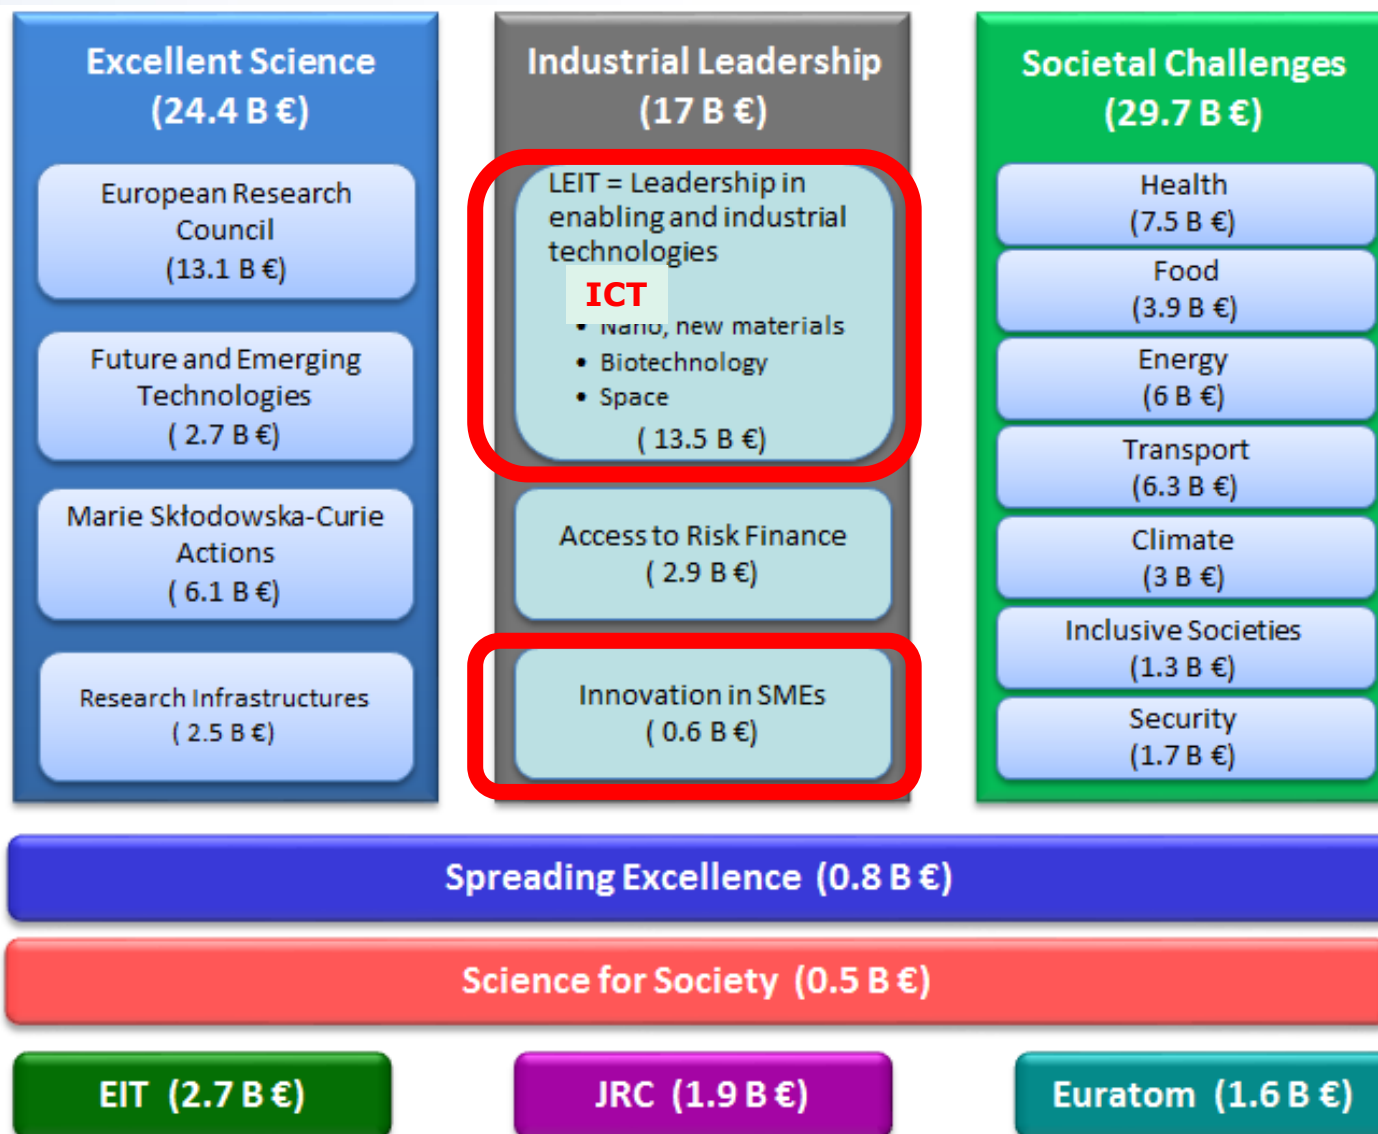 Excellent Science
(24.4 B €)
European Research
Council
(13.1 B €)
Future and Emerging
Technologies
( 2.7 B €)
Marie Skłodowska-Curie
Actions
( 6.1 B €)
Research Infrastructures
( 2.5 B €)
Industrial Leadership
(17 B €)
LEIT = Leadership in
enabling and industrial
technologies
ICT
• Nano, new materials
• Biotechnology
• Space
( 13.5 B €)
Access to Risk Finance
( 2.9 B €)
Innovation in SMEs
( 0.6 B €)
Societal Challenges
(29.7 B €)
Health
(7.5 B €)
Food
(3.9 B €)
Energy
(6 B €)
Transport
(6.3 B €)
Climate
(3 B €)
Inclusive Societies
(1.3 B €)
Security
(1.7 B €)
Spreading Excellence (0.8 B €)
Science for Society (0.5 B €)
EIT (2.7 B €)
JRC (1.9 B €)
Euratom (1.6 B €)